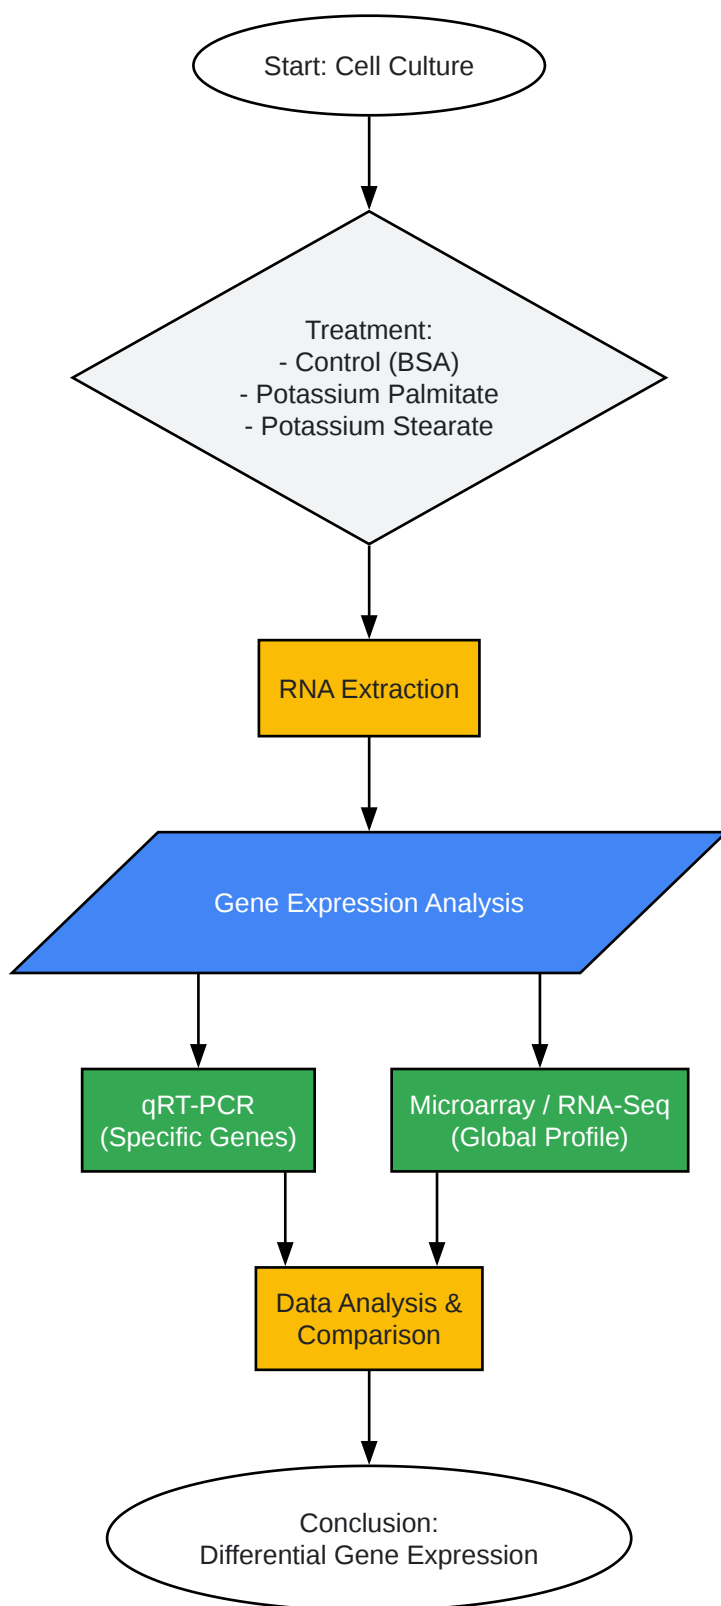 Start: Cell Culture
Treatment:
- Control (BSA)
- Potassium Palmitate
- Potassium Stearate
RNA Extraction
Gene Expression Analysis
qRT-PCR
(Specific Genes)
Microarray / RNA-Seq
(Global Profile)
Data Analysis &
Comparison
Conclusion:
Differential Gene Expression